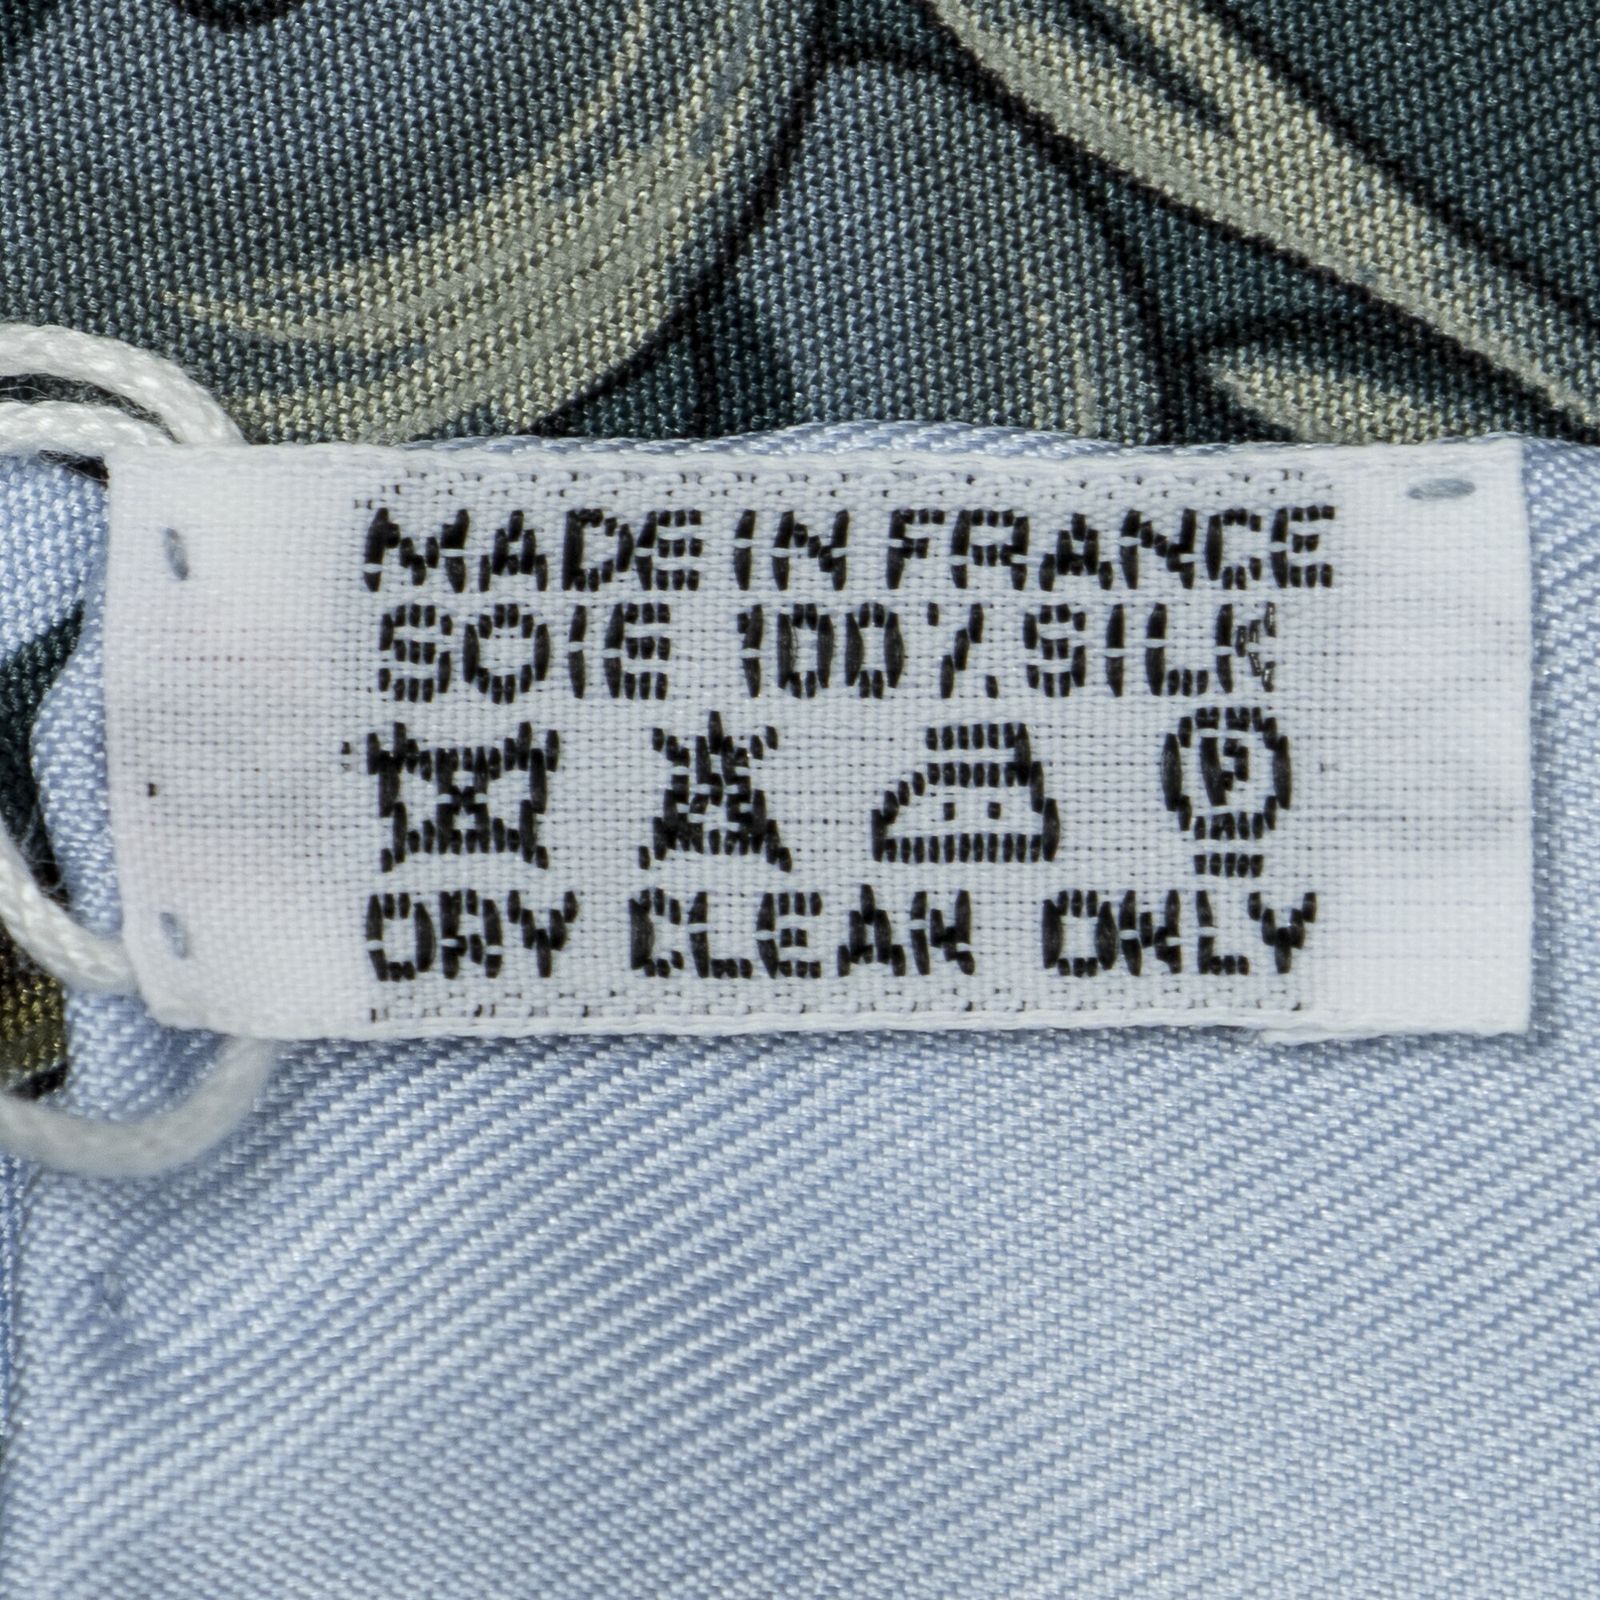 MADE IN FRANCE
SOIE 100% SILK
P
DRY CLEAN ONLY